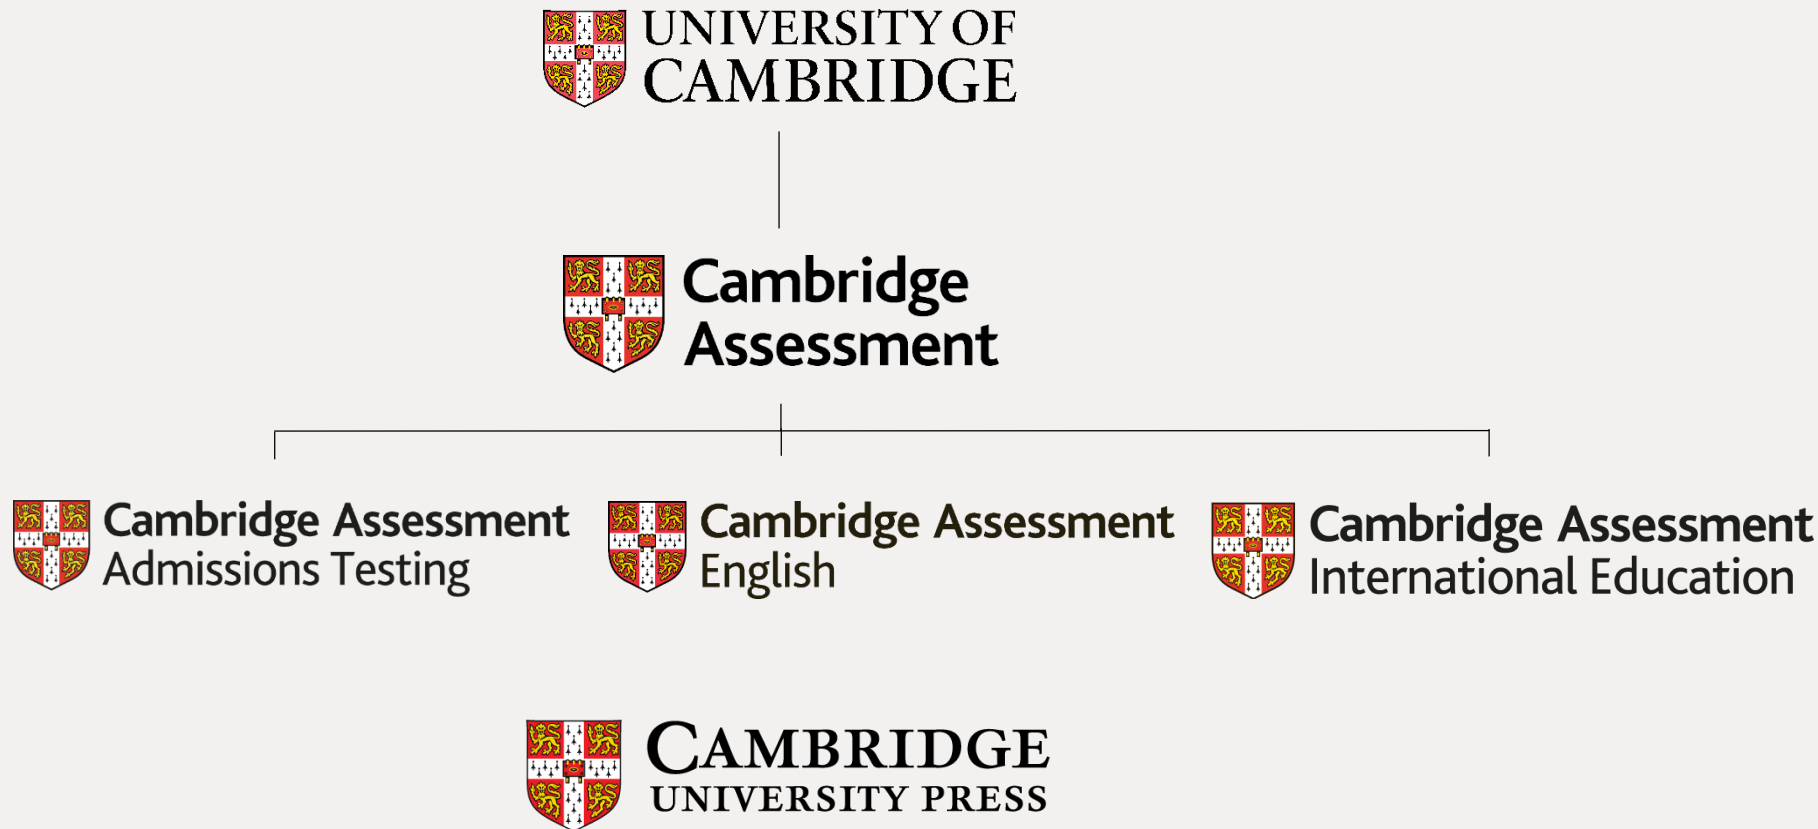 UNIVERSITY OF
CAMBRIDGE
Cambridge
Assessment
Cambridge Assessment
Admissions Testing
Cambridge Assessment
English
Cambridge Assessment
International Education
CAMBRIDGE
UNIVERSITY PRESS